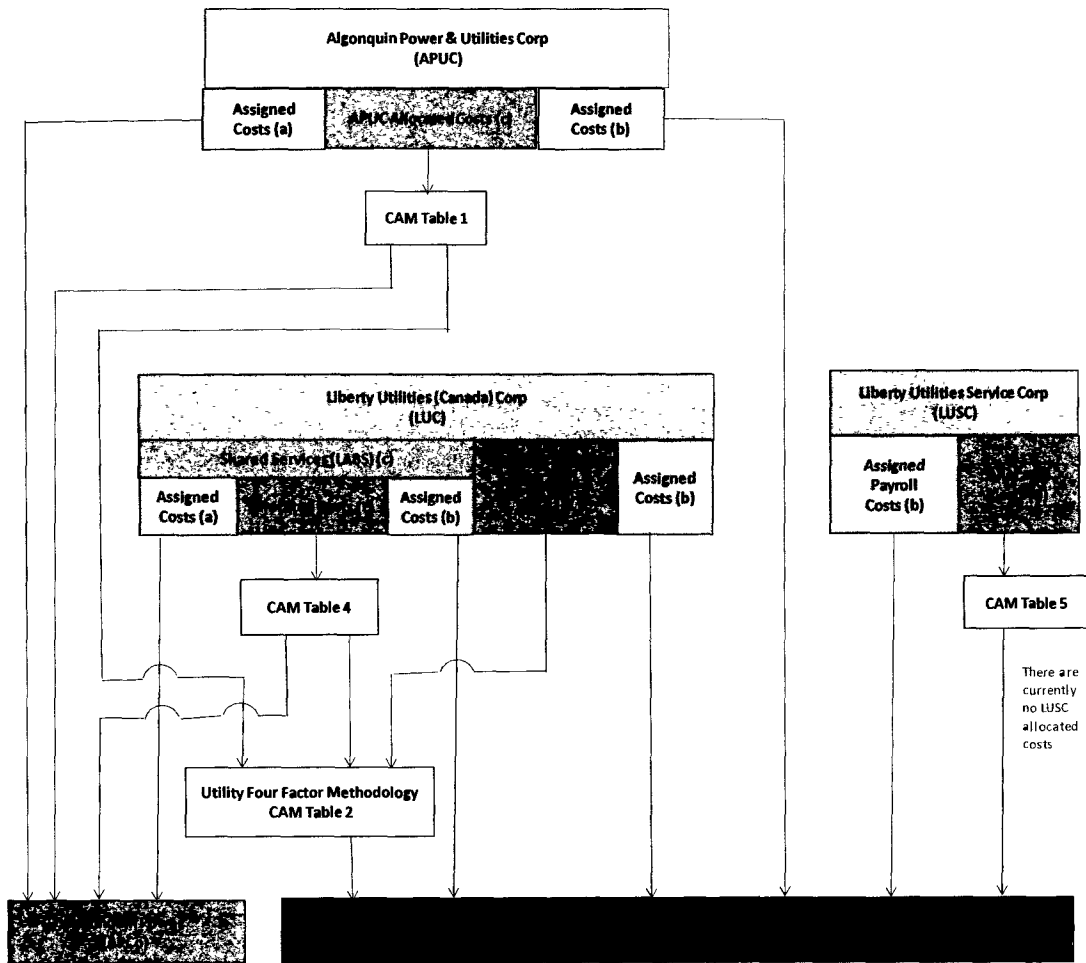 Algonquin Power & Utilities Corp
(APUC)
Assigned
Costs (a)
APUC Allocated Costs (c)
Assigned
Costs (b)
CAM Table 1
Liberty Utilities (Canada) Corp
(LUC)
Liberty Utilities Service Corp
(LUSC)
Shared Services (LABS) (c)
Assigned
Costs (a)
Assigned
Costs (b)
Assigned
Costs (b)
Assigned
Payroll
Costs (b)
CAM Table 4
CAM Table 5
There are
currently
no LUSC
allocated
costs
Utility Four Factor Methodology
CAM Table 2